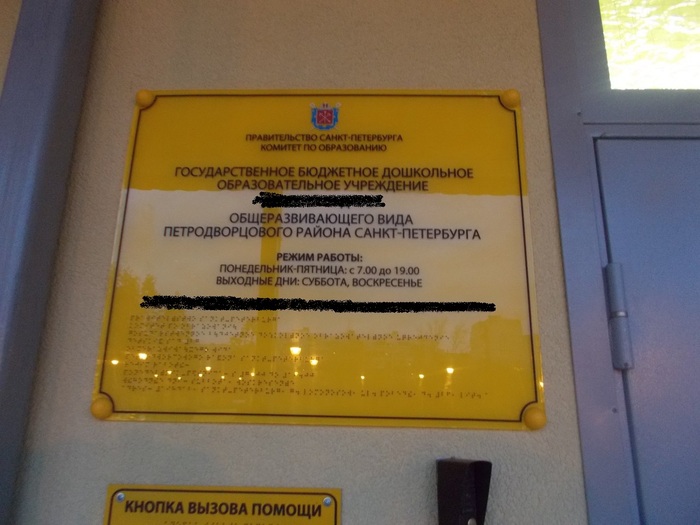 ПРАВИТЕЛЬСТВО САНКТ-ПЕТЕРБУРГА
КОМИТЕТ ПО ОБРАЗОВАНИЮ
ГОСУДАРСТВЕННОЕ БЮДЖЕТНОЕ ДОШКОЛЬНОЕ
ОБРАЗОВАТЕЛЬНОЕ УЧРЕЖДЕНИЕ
ОБЩЕРАЗВИВАЮЩЕГО ВИДА
ПЕТРОДВОРЦОВОГО РАЙОНА САНКТ-ПЕТЕРБУРГА
РЕЖИМ РАБОТЫ:
ПОНЕДЕЛЬНИК-ПЯТНИЦА: с 7.00 до 19.00
ВЫХОДНЫЕ ДНИ: СУББОТА, ВОСКРЕСЕНЬЕ
КНОПКА ВЫЗОВА ПОМОЩИ